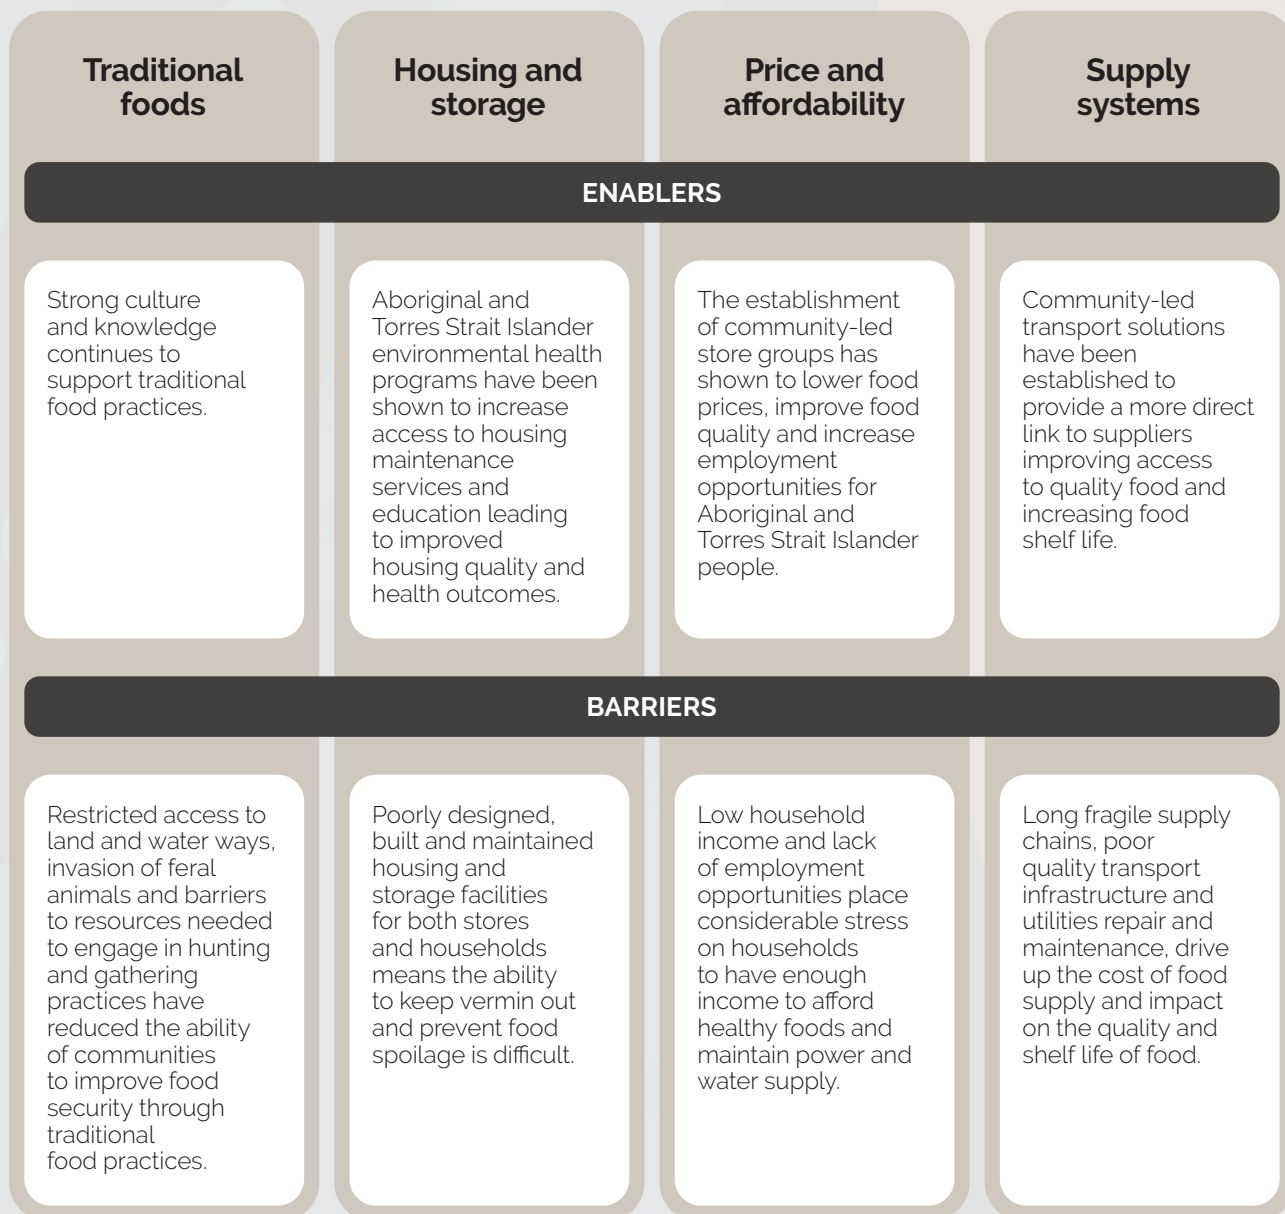 Traditional
foods
Housing and
storage
Price and
affordability
Supply
systems
ENABLERS
Strong culture
and knowledge
continues to
support traditional
food practices.
Aboriginal and
Torres Strait Islander
environmental health
programs have been
shown to increase
access to housing
maintenance
services and
education leading
to improved
housing quality and
health outcomes.
The establishment
of community-led
store groups has
shown to lower food
prices, improve food
quality and increase
employment
opportunities for
Aboriginal and
Torres Strait Islander
people.
Community-led
transport solutions
have been
established to
provide a more direct
link to suppliers
improving access
to quality food and
increasing food
shelf life.
BARRIERS
Restricted access to
land and water ways,
invasion of feral
animals and barriers
to resources needed
to engage in hunting
and gathering
practices have
reduced the ability
of communities
to improve food
security through
traditional
food practices.
Poorly designed,
built and maintained
housing and
storage facilities
for both stores
and households
means the ability
to keep vermin out
and prevent food
spoilage is difficult.
Low household
income and lack
of employment
opportunities place
considerable stress
on households
to have enough
income to afford
healthy foods and
maintain power and
water supply.
Long fragile supply
chains, poor
quality transport
infrastructure and
utilities repair and
maintenance, drive
up the cost of food
supply and impact
on the quality and
shelf life of food.